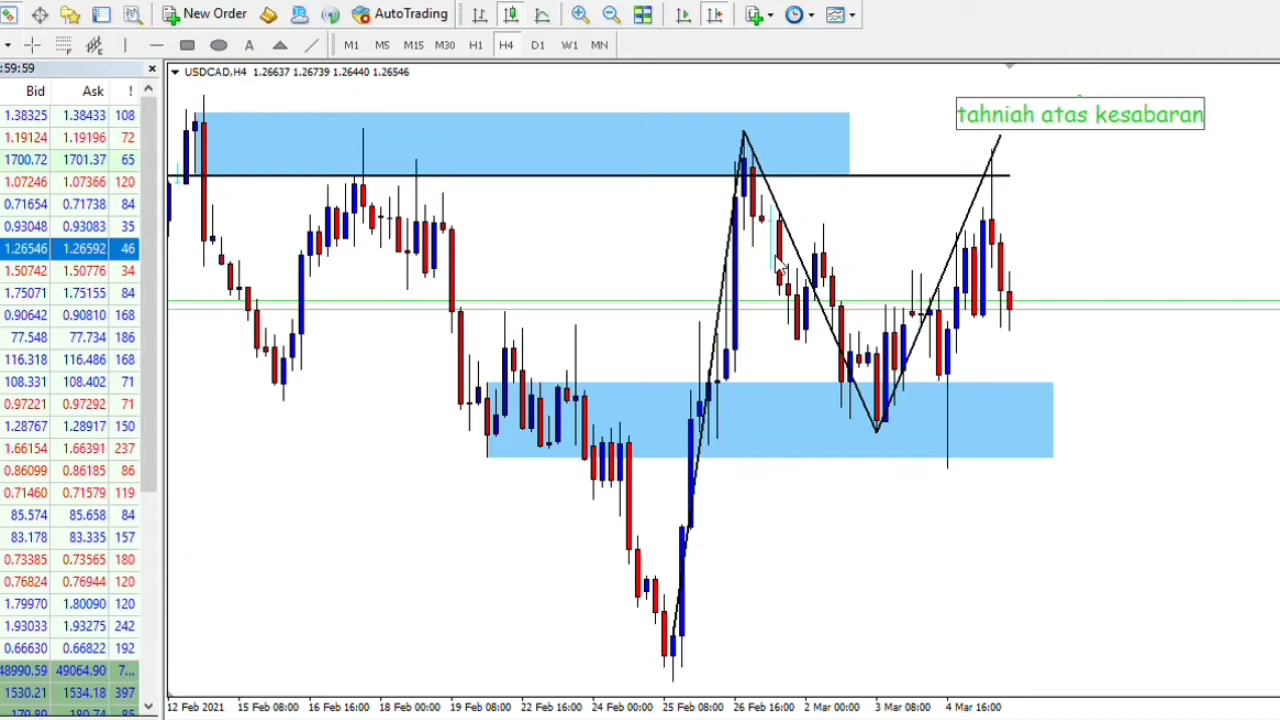 New Order AutoTrading
A M1 M5 M15 M30 H1 H4 D1 W1 MN
:59:59
Bid Ask !
1.38325 1.38433 108
1.19124 1.19196 72
1700.72 1701.37 65
1.07246 1.07366 120
0.71654 0.71738 84
0.93048 0.93083 35
1.26546 1.26592 46
1.50742 1.50776 34
1.75071 1.75155 84
0.90642 0.90810 168
77.548 77.734 186
116.318 116.486 168
108.331 108.402 71
0.97221 0.97292 71
1.28767 1.28917 150
1.66154 1.66391 237
0.86099 0.86185 86
0.71460 0.71579 119
85.574 85.658 84
83.178 83.335 157
0.73385 0.73565 180
0.76824 0.76944 120
1.79970 1.80090 120
1.93033 1.93275 242
0.66630 0.66822 192
48990.59 49064.90 7...
1530.21 1534.18 397
USDCAD,H4 1.26637 1.26739 1.26440 1.26546
tahniah atas kesabaran
12 Feb 2021 15 Feb 08:00 16 Feb 16:00 18 Feb 00:00 19 Feb 08:00 22 Feb 16:00 24 Feb 00:00 25 Feb 08:00 26 Feb 16:00 2 Mar 00:00 3 Mar 08:00 4 Mar 16:00